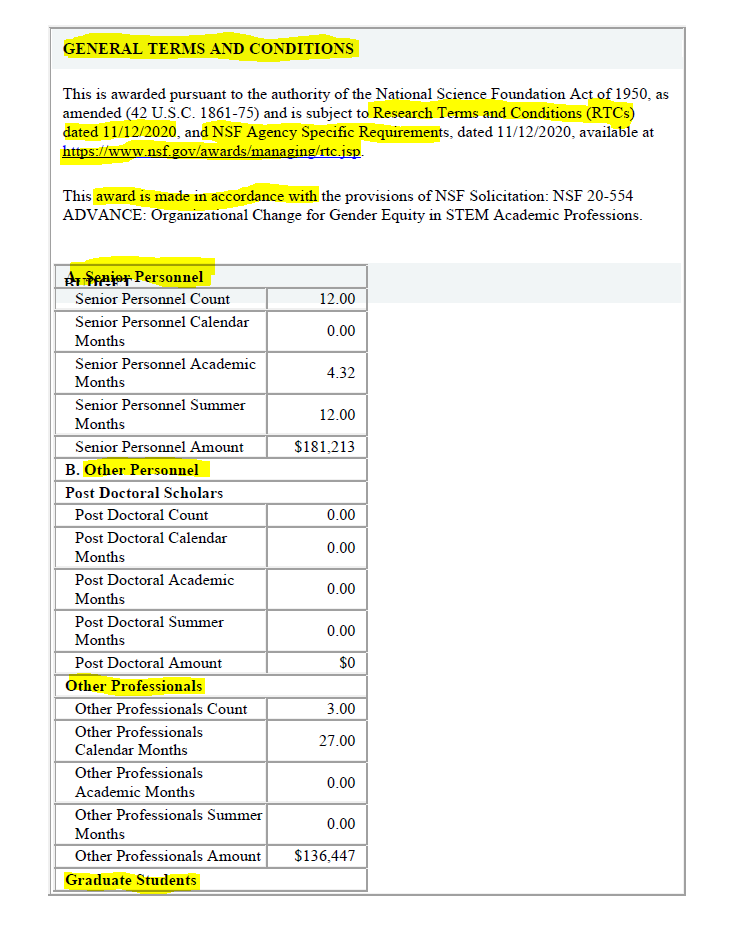 GENERAL TERMS AND CONDITIONS
This is awarded pursuant to the authority of the National Science Foundation Act of 1950, as
amended (42 U.S.C. 1861-75) and is subject to Research Terms and Conditions (RTCs)
dated 11/12/2020, and NSF Agency Specific Requirements, dated 11/12/2020, available at
https://www.nsf.gov/awards/managing/rtc.jsp.
This award is made in accordance with the provisions of NSF Solicitation: NSF 20-554
ADVANCE: Organizational Change for Gender Equity in STEM Academic Professions.
A. Senior Personnel
BUDGET
Senior Personnel Count 12.00
Senior Personnel Calendar
Months 0.00
Senior Personnel Academic
Months 4.32
Senior Personnel Summer
Months 12.00
Senior Personnel Amount $181,213
B. Other Personnel
Post Doctoral Scholars
Post Doctoral Count 0.00
Post Doctoral Calendar
Months 0.00
Post Doctoral Academic
Months 0.00
Post Doctoral Summer
Months 0.00
Post Doctoral Amount $0
Other Professionals
Other Professionals Count 3.00
Other Professionals
Calendar Months 27.00
Other Professionals
Academic Months 0.00
Other Professionals Summer
Months 0.00
Other Professionals Amount $136,447
Graduate Students